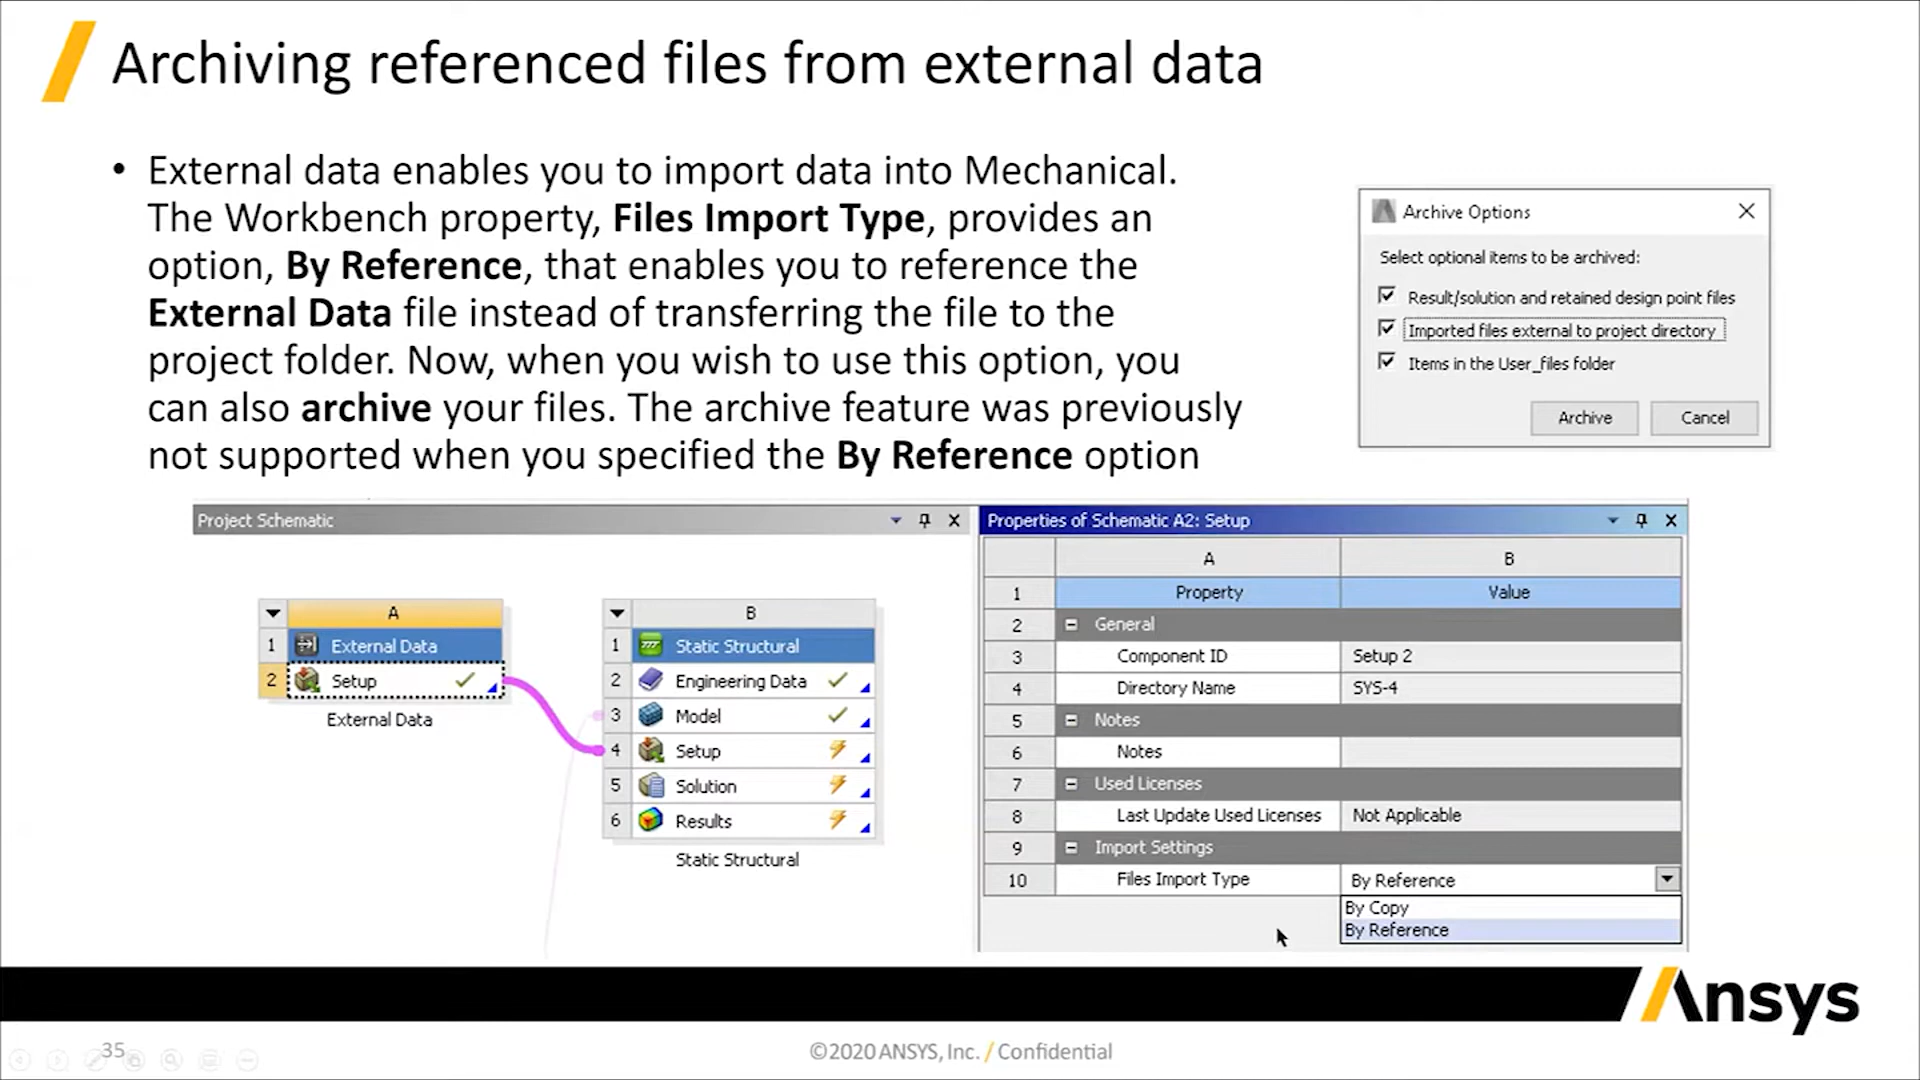 Archiving referenced files from external data
• External data enables you to import data into Mechanical.
The Workbench property, Files Import Type, provides an
option, By Reference, that enables you to reference the
External Data file instead of transferring the file to the
project folder. Now, when you wish to use this option, you
can also archive your files. The archive feature was previously
not supported when you specified the By Reference option
Archive Options
Select optional items to be archived:
Result/solution and retained design point files
Imported files external to project directory
Items in the User_files folder
Archive Cancel
Project Schematic
A
1 External Data
2 Setup
External Data
B
1 Static Structural
2 Engineering Data
3 Model
4 Setup
5 Solution
6 Results
Static Structural
Properties of Schematic A2: Setup
A B
1 Property Value
2 General
3 Component ID Setup 2
4 Directory Name SYS-4
5 Notes
6 Notes
7 Used Licenses
8 Last Update Used Licenses Not Applicable
9 Import Settings
10 Files Import Type By Reference
By Copy
By Reference
Ansys
35
©2020 ANSYS, Inc. / Confidential